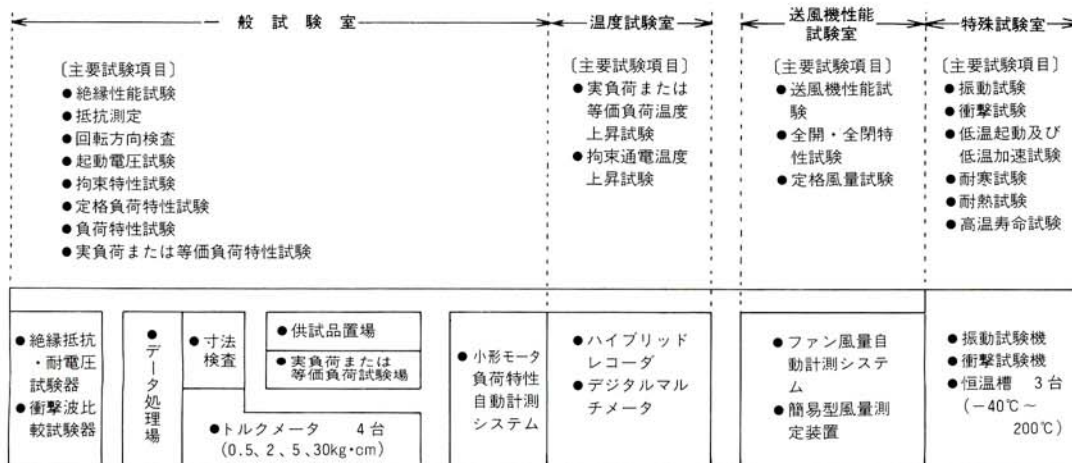 一般試験室
温度試験室
送風機性能
試験室
特殊試験室
〔主要試験項目〕
●絶縁性能試験
●抵抗測定
●回転方向検査
●起動電圧試験
●拘束特性試験
●定格負荷特性試験
●負荷特性試験
●実負荷または等価負荷特性試験
〔主要試験項目〕
●実負荷または
等価負荷温度
上昇試験
●拘束通電温度
上昇試験
〔主要試験項目〕
●送風機性能試
験
●全開・全閉特
性試験
●定格風量試験
〔主要試験項目〕
●振動試験
●衝撃試験
●低温起動及び
低温加速試験
●耐寒試験
●耐熱試験
●高温寿命試験
●絶縁抵抗
・耐電圧
試験器
●衝撃波比
較試験器
●データ処理場
●寸法
検査
●供試品置場
●実負荷または
等価負荷試験場
●トルクメータ 4台
(0.5、2、5、30kg・cm)
●小形モータ
負荷特性
自動計測
システム
●ハイブリッド
レコーダ
●デジタルマル
チメータ
●ファン風量自
動計測システ
ム
●簡易型風量測
定装置
●振動試験機
●衝撃試験機
●恒温槽 3台
(－40℃～
200℃)